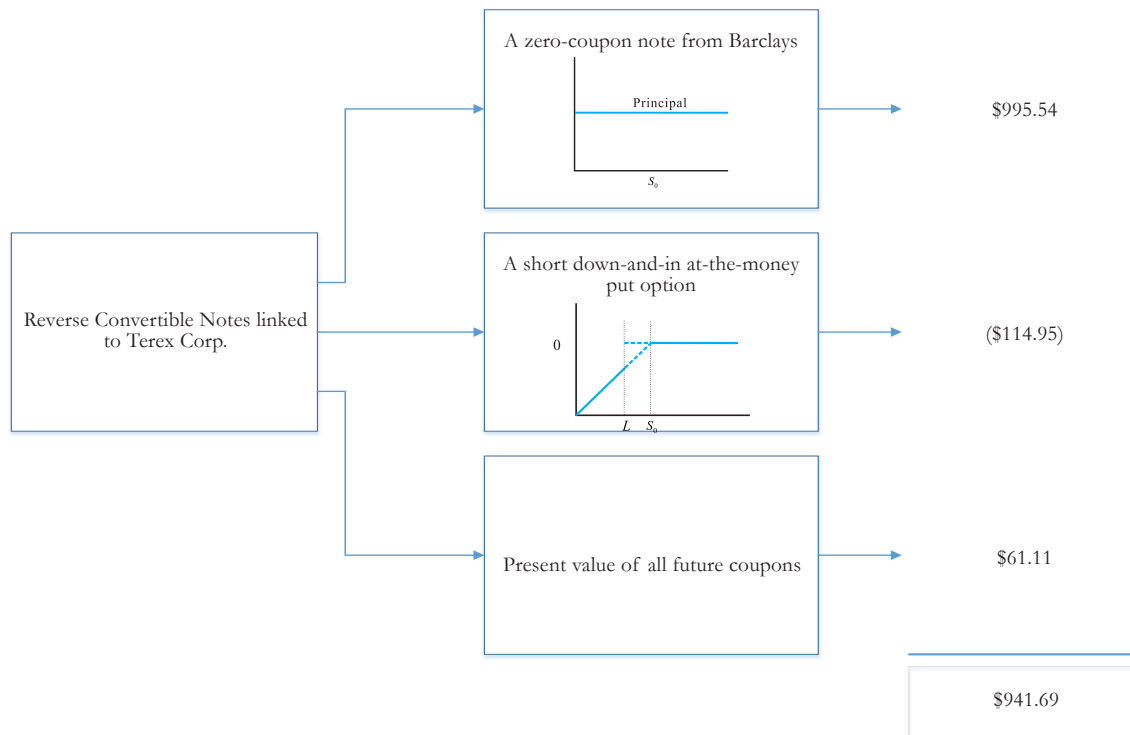 A zero-coupon note from Barclays
Principal
S₀
$995.54
Reverse Convertible Notes linked
to Terex Corp.
A short down-and-in at-the-money
put option
0
L S₀
($114.95)
Present value of all future coupons
$61.11
$941.69